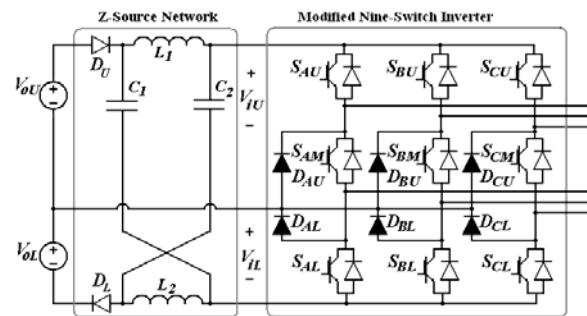 Z-Source Network
Modified Nine-Switch Inverter
D_U
L_1
S_AU
S_BU
S_CU
V_oU
C_1
C_2
+
V_iU
−
S_AM
D_AU
S_BM
D_BU
S_CM
D_CU
D_AL
D_BL
D_CL
V_oL
+
V_iL
−
D_L
L_2
S_AL
S_BL
S_CL